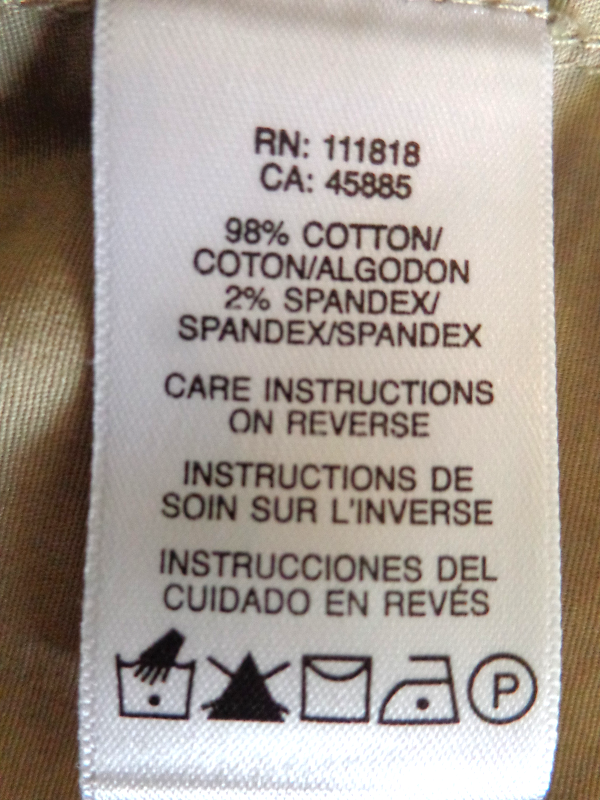 RN: 111818
CA: 45885
98% COTTON/
COTON/ALGODON
2% SPANDEX/
SPANDEX/SPANDEX
CARE INSTRUCTIONS
ON REVERSE
INSTRUCTIONS DE
SOIN SUR L'INVERSE
INSTRUCCIONES DEL
CUIDADO EN REVÉS
P